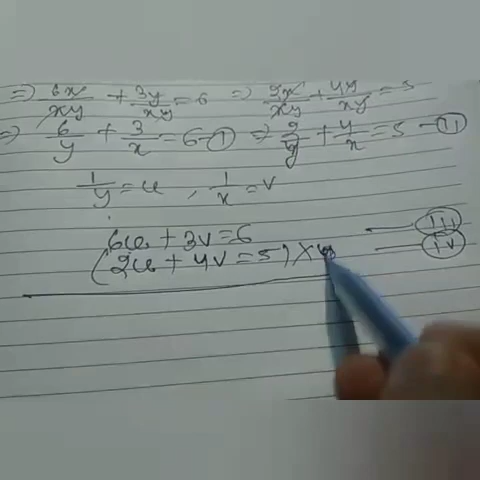 ⇒ 6x/xy + 3y/xy = 6 ⇒ 2x/xy + 4y/xy = 5
⇒ 6/y + 3/x = 6 - (I) ⇒ 2/y + 4/x = 5 - (II)
1/y = u , 1/x = v
6u + 3v = 6 — (III)
(2u + 4v = 5) × — (IV)